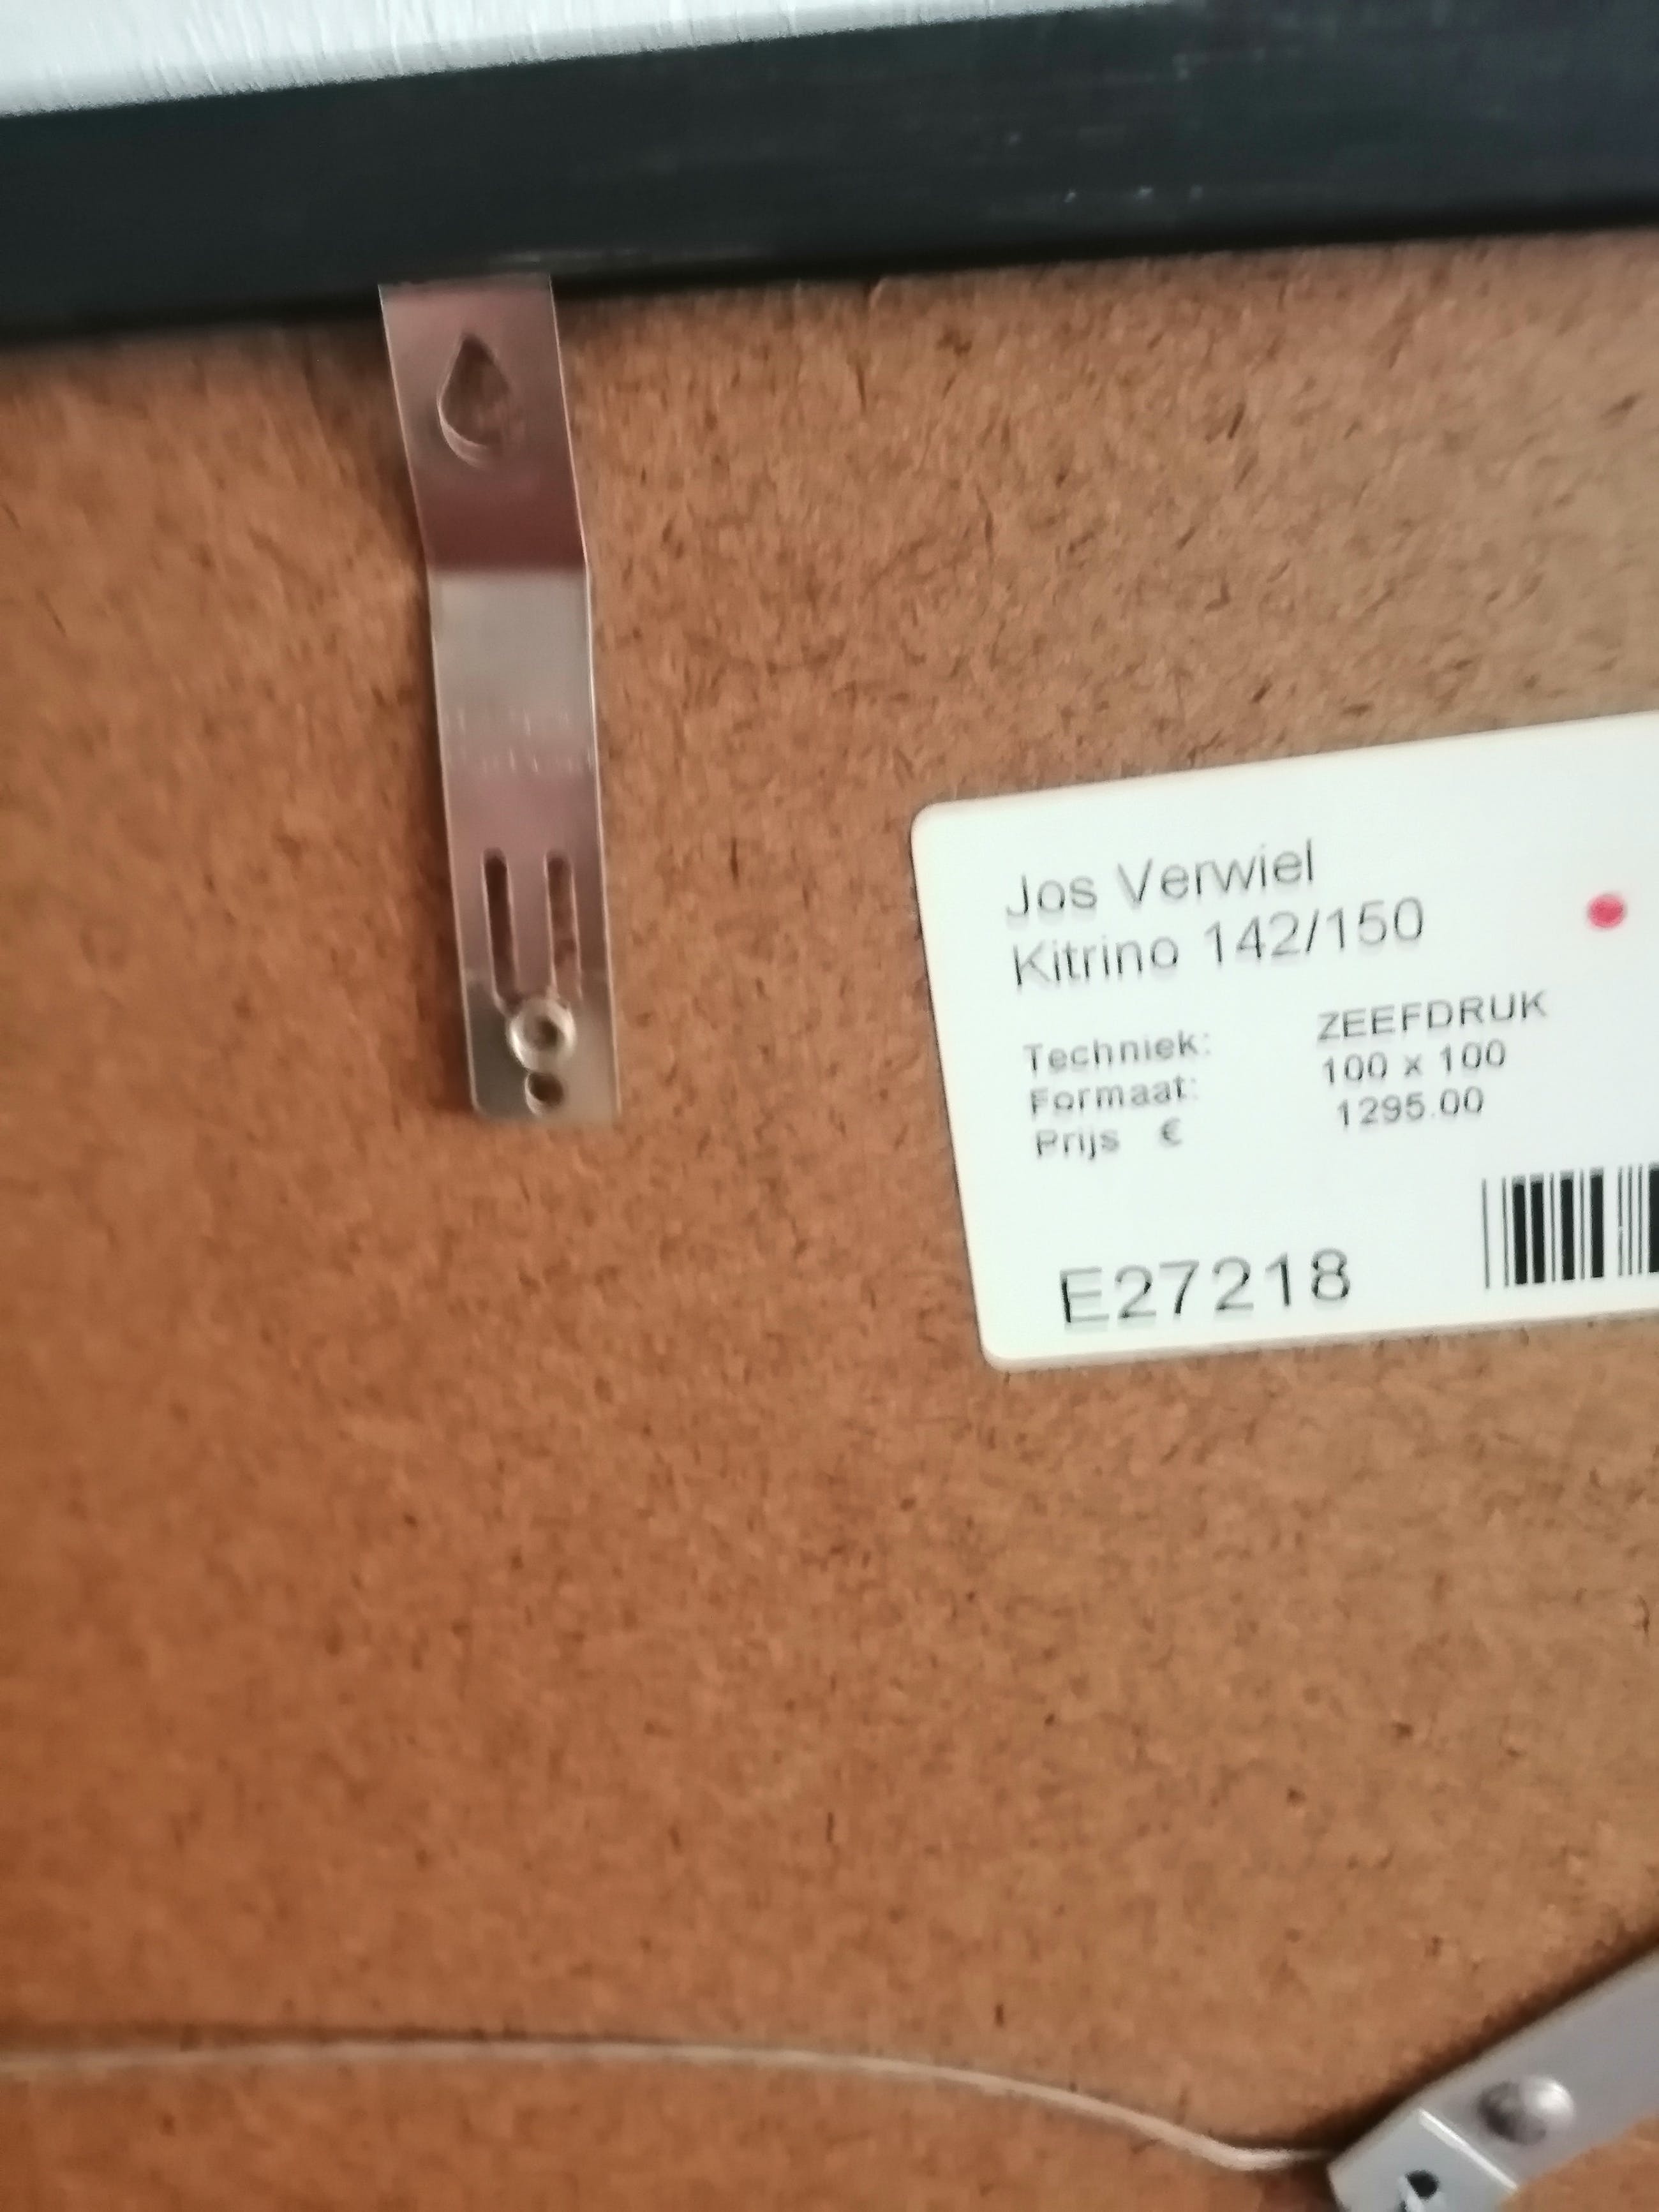 Jos Verwiel
Kitrino 142/150
Techniek: ZEEFDRUK
Formaat: 100 x 100
Prijs € 1295.00
E27218